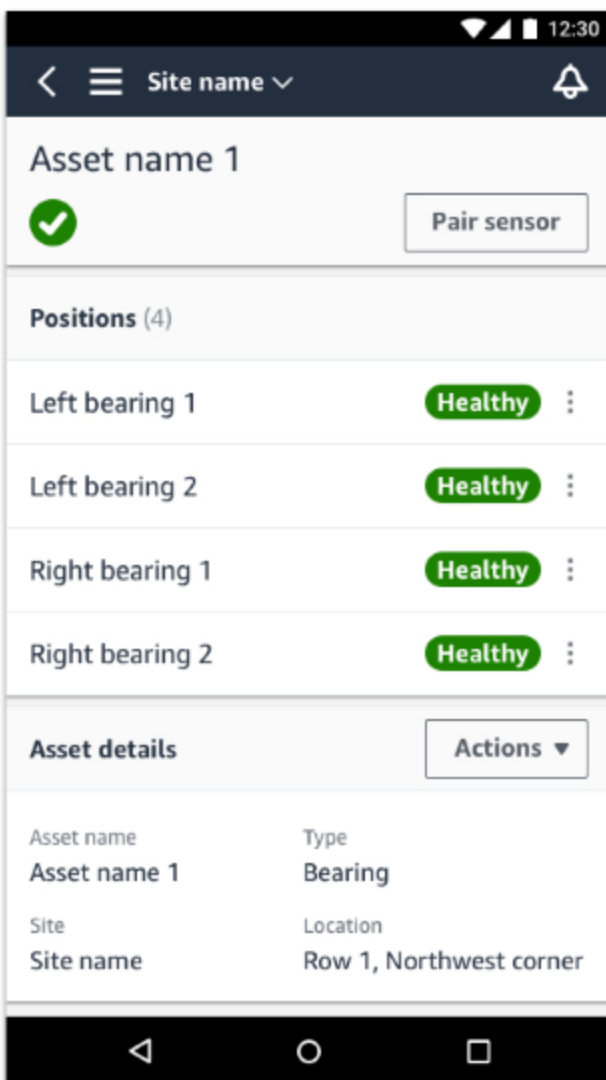 12:30
Site name
Asset name 1
Pair sensor
Positions (4)
Left bearing 1 Healthy
Left bearing 2 Healthy
Right bearing 1 Healthy
Right bearing 2 Healthy
Asset details Actions
Asset name Type
Asset name 1 Bearing
Site Location
Site name Row 1, Northwest corner